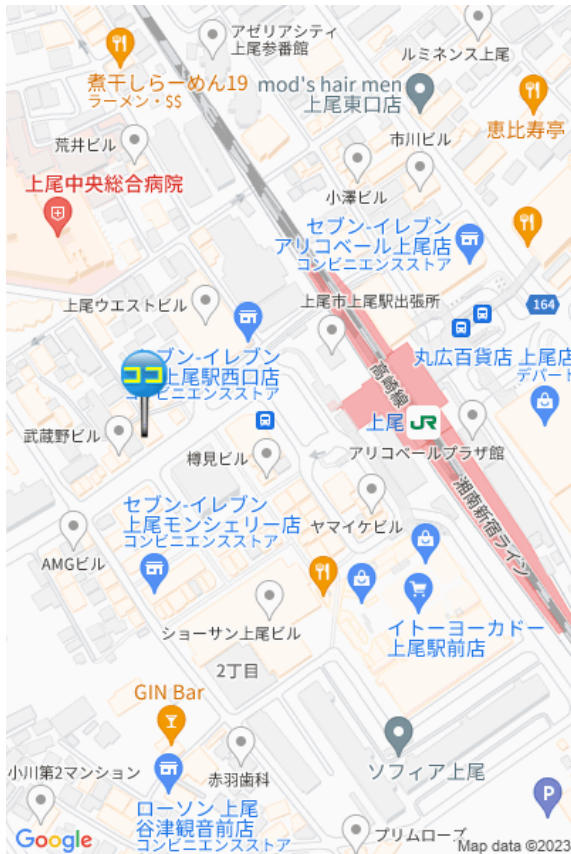 アゼリアシティ
上尾参番館
ルミネンス上尾
煮干しらーめん19
ラーメン・$$
mod's hair men
上尾東口店
恵比寿亭
荒井ビル
市川ビル
小澤ビル
上尾中央総合病院
セブン-イレブン
アリコベール上尾店
コンビニエンスストア
上尾ウエストビル
上尾市上尾駅出張所
164
セブン-イレブン
上尾駅西口店
コンビニエンスストア
ココ
丸広百貨店 上尾店
デパート
高崎線
上尾 JR
武蔵野ビル
樽見ビル
アリコベールプラザ館
湘南新宿ライン
セブン-イレブン
上尾モンシェリー店
コンビニエンスストア
ヤマイケビル
AMGビル
イトーヨーカドー
上尾駅前店
ショーサン上尾ビル
2丁目
GIN Bar
ソフィア上尾
小川第2マンション
赤羽歯科
P
ローソン 上尾
谷津観音前店
コンビニエンスストア
プリムローズ
Google
Map data ©2023